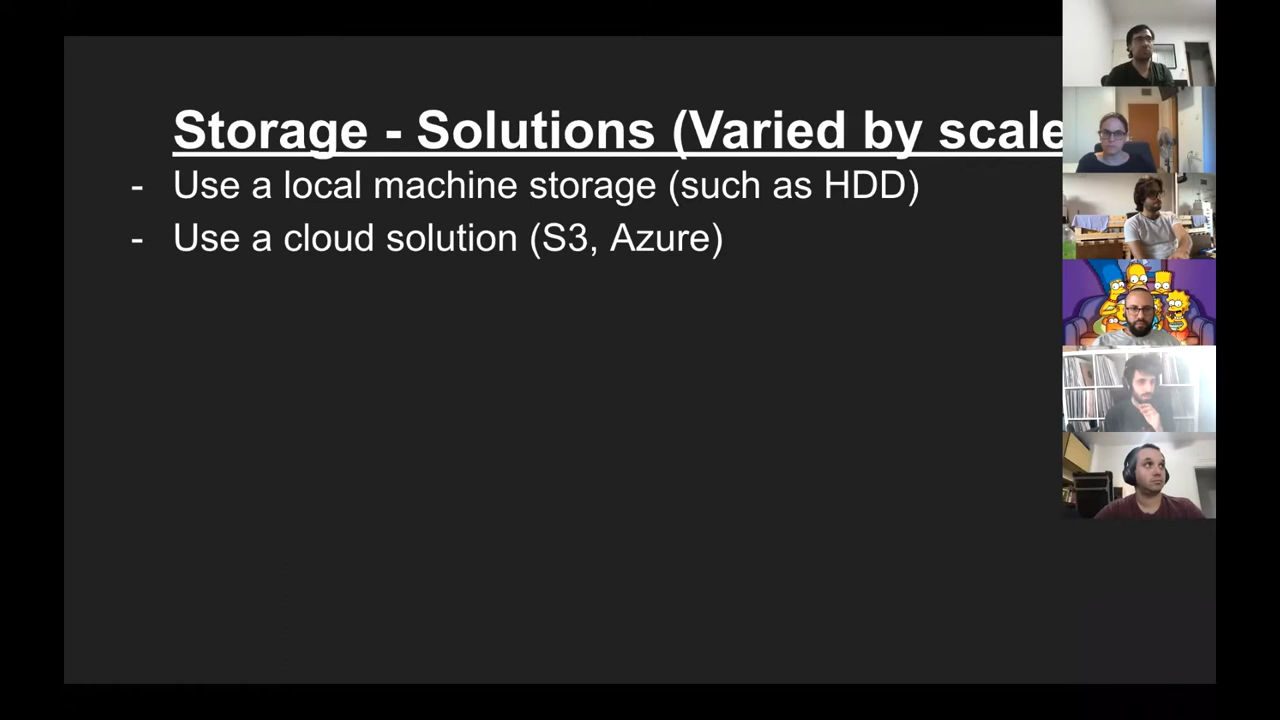 Storage - Solutions (Varied by scale
- Use a local machine storage (such as HDD)
- Use a cloud solution (S3, Azure)